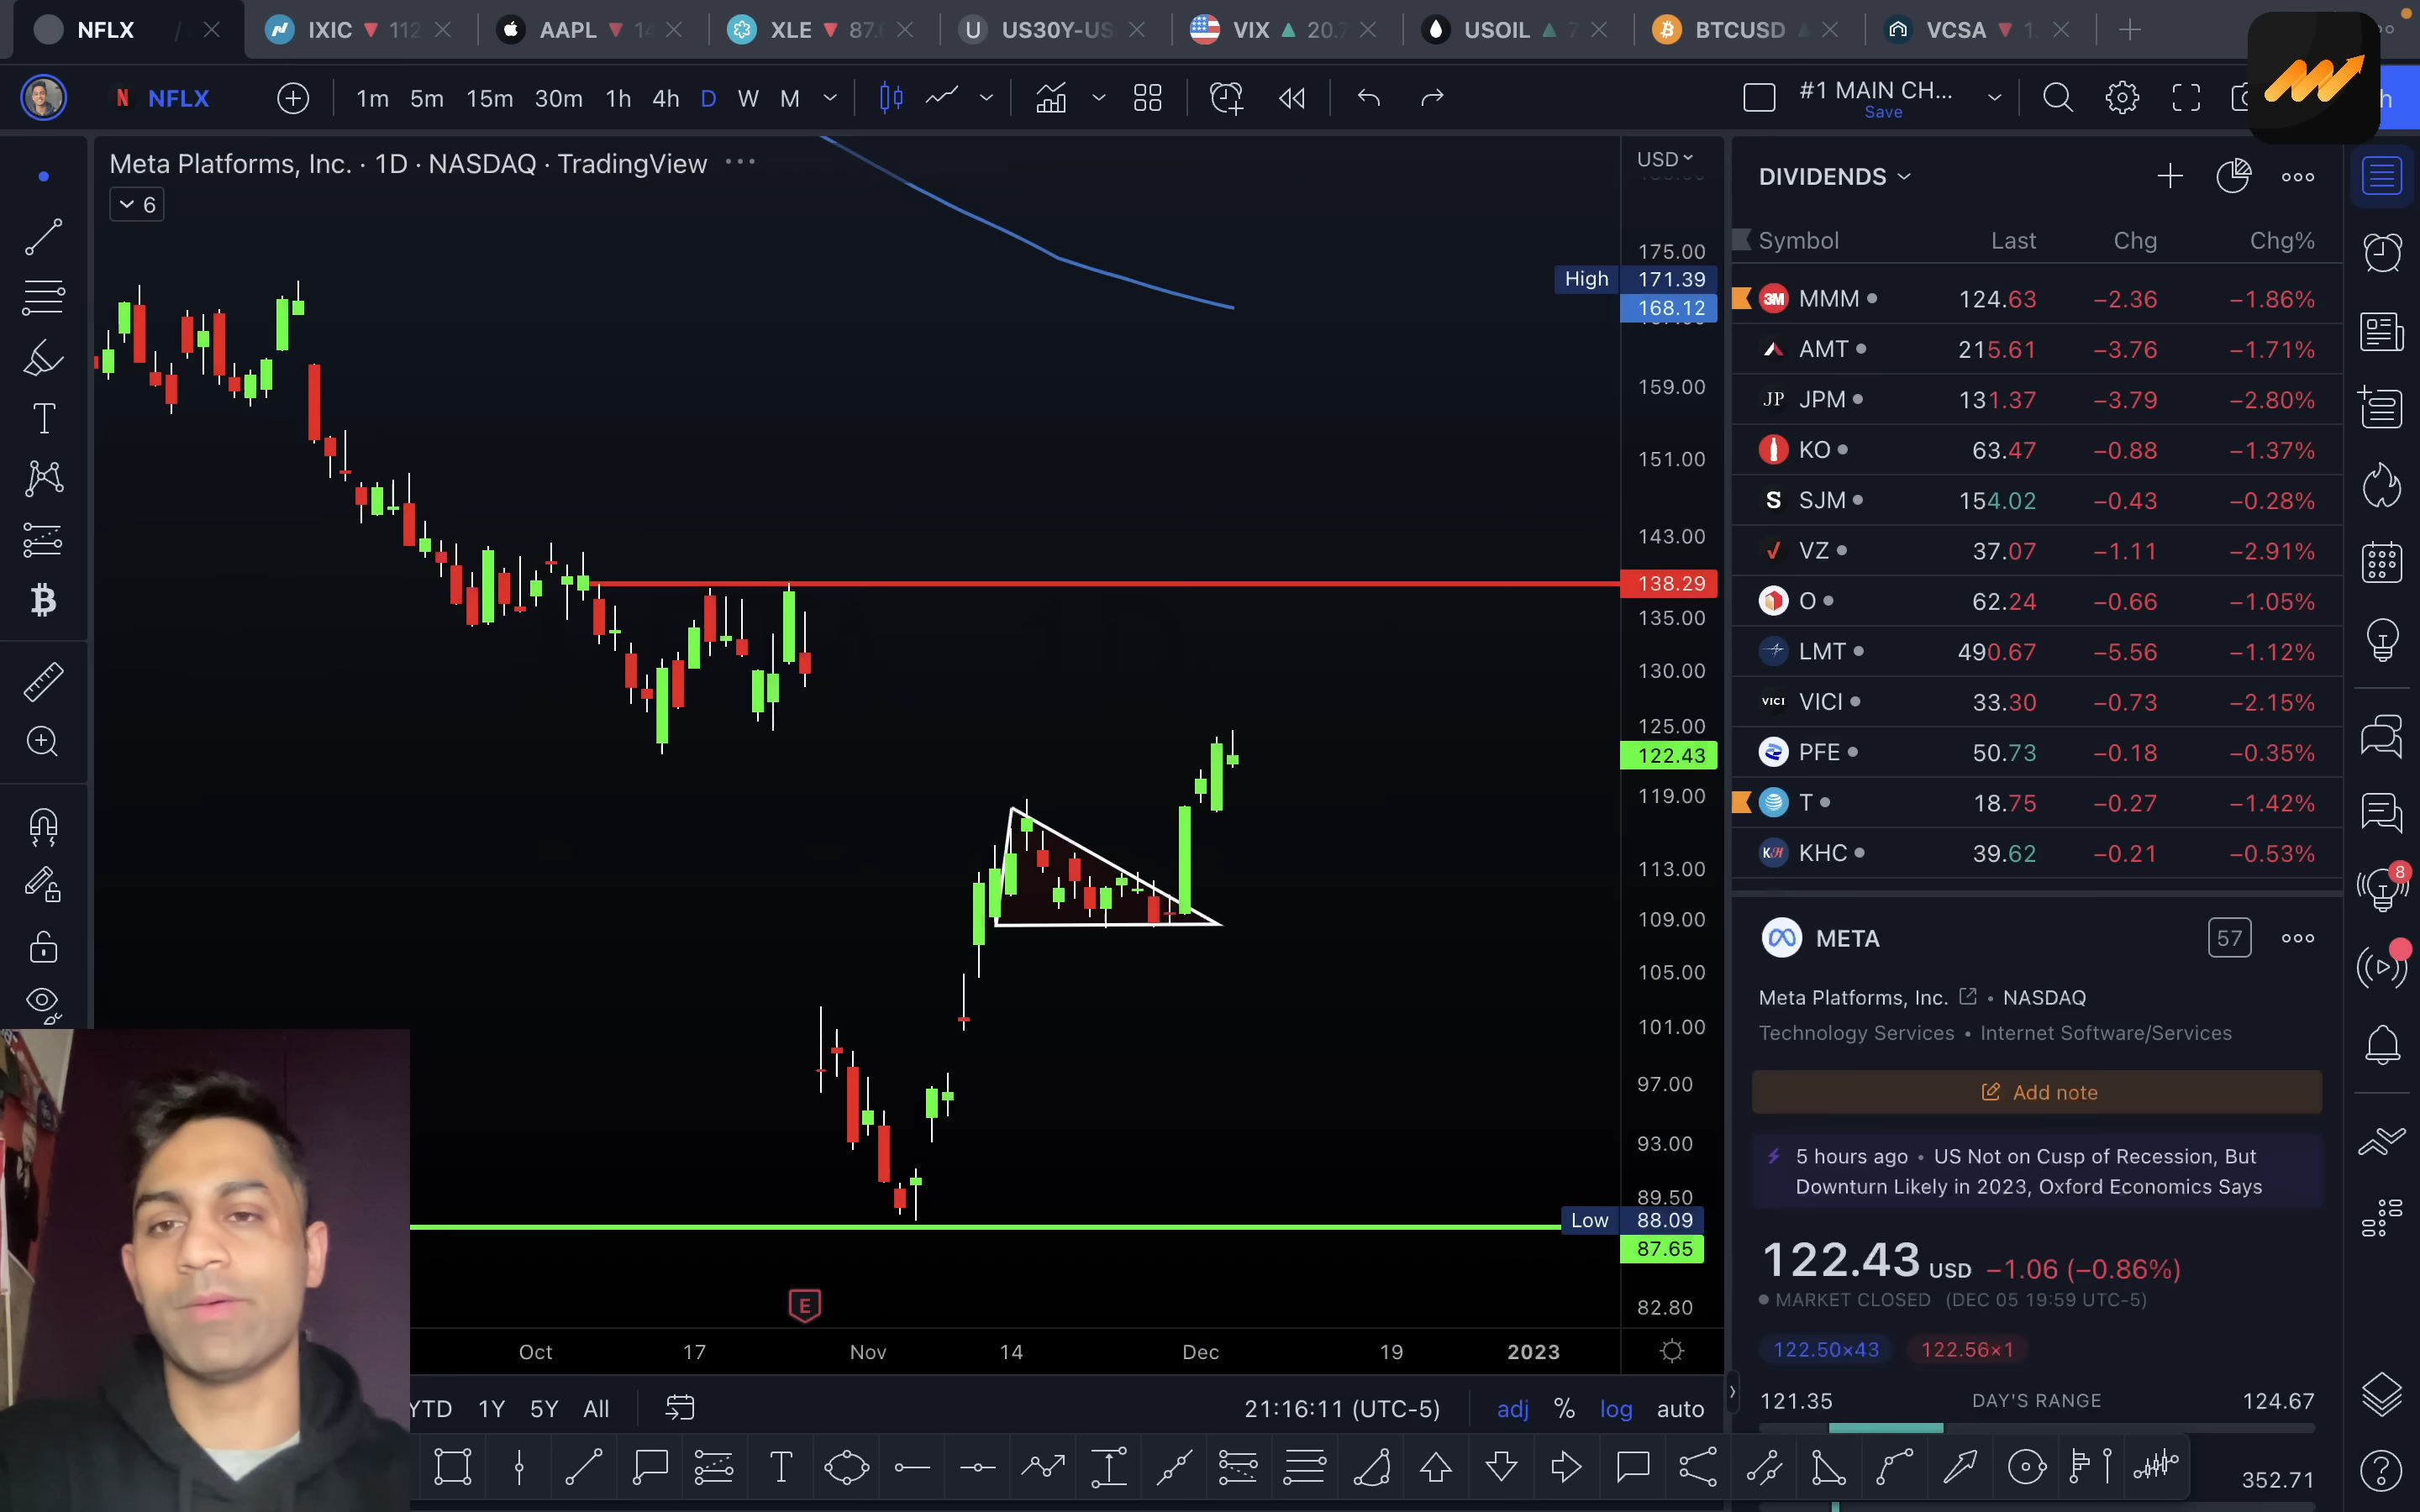 NFLX
IXIC 112
AAPL 14
XLE 87.
U US30Y-US
VIX 20.7
USOIL 7
BTCUSD
VCSA 1.
N NFLX 1m 5m 15m 30m 1h 4h D W M
#1 MAIN CH...
Save
h
Meta Platforms, Inc. · 1D · NASDAQ · TradingView
6
USD
175.00
High 171.39
168.12
159.00
151.00
143.00
138.29
135.00
130.00
125.00
122.43
119.00
113.00
109.00
105.00
101.00
97.00
93.00
89.50
Low 88.09
87.65
82.80
E
Oct 17 Nov 14 Dec 19 2023
YTD 1Y 5Y All
21:16:11 (UTC-5) adj % log auto
DIVIDENDS
Symbol Last Chg Chg%
3M MMM 124.63 −2.36 −1.86%
AMT 215.61 −3.76 −1.71%
JP JPM 131.37 −3.79 −2.80%
KO 63.47 −0.88 −1.37%
S SJM 154.02 −0.43 −0.28%
VZ 37.07 −1.11 −2.91%
O 62.24 −0.66 −1.05%
LMT 490.67 −5.56 −1.12%
VICI VICI 33.30 −0.73 −2.15%
PFE 50.73 −0.18 −0.35%
T 18.75 −0.27 −1.42%
KHC 39.62 −0.21 −0.53%
META 57
Meta Platforms, Inc. • NASDAQ
Technology Services • Internet Software/Services
Add note
5 hours ago • US Not on Cusp of Recession, But
Downturn Likely in 2023, Oxford Economics Says
122.43 USD −1.06 (−0.86%)
MARKET CLOSED (DEC 05 19:59 UTC-5)
122.50×43 122.56×1
121.35 DAY'S RANGE 124.67
352.71
8